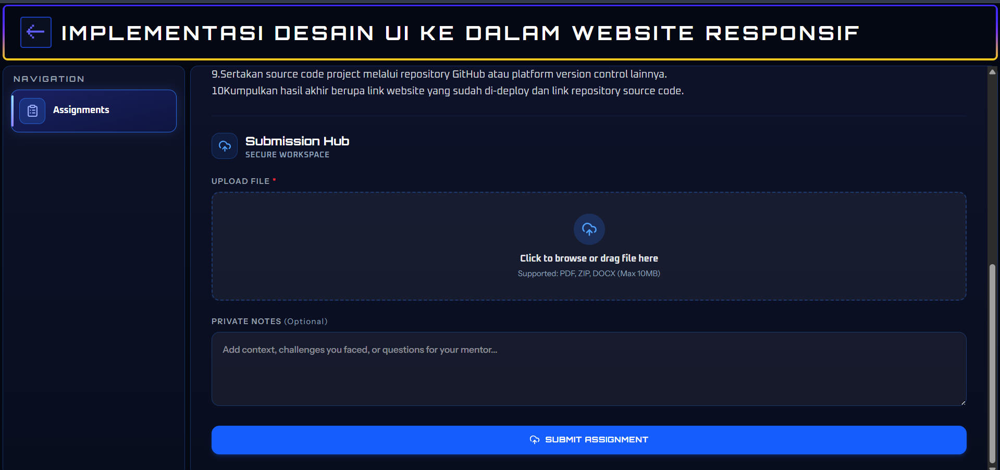 IMPLEMENTASI DESAIN UI KE DALAM WEBSITE RESPONSIF
NAVIGATION
Assignments
9.Sertakan source code project melalui repository GitHub atau platform version control lainnya.
10Kumpulkan hasil akhir berupa link website yang sudah di-deploy dan link repository source code.
Submission Hub
SECURE WORKSPACE
UPLOAD FILE *
Click to browse or drag file here
Supported: PDF, ZIP, DOCX (Max 10MB)
PRIVATE NOTES (Optional)
Add context, challenges you faced, or questions for your mentor...
SUBMIT ASSIGNMENT